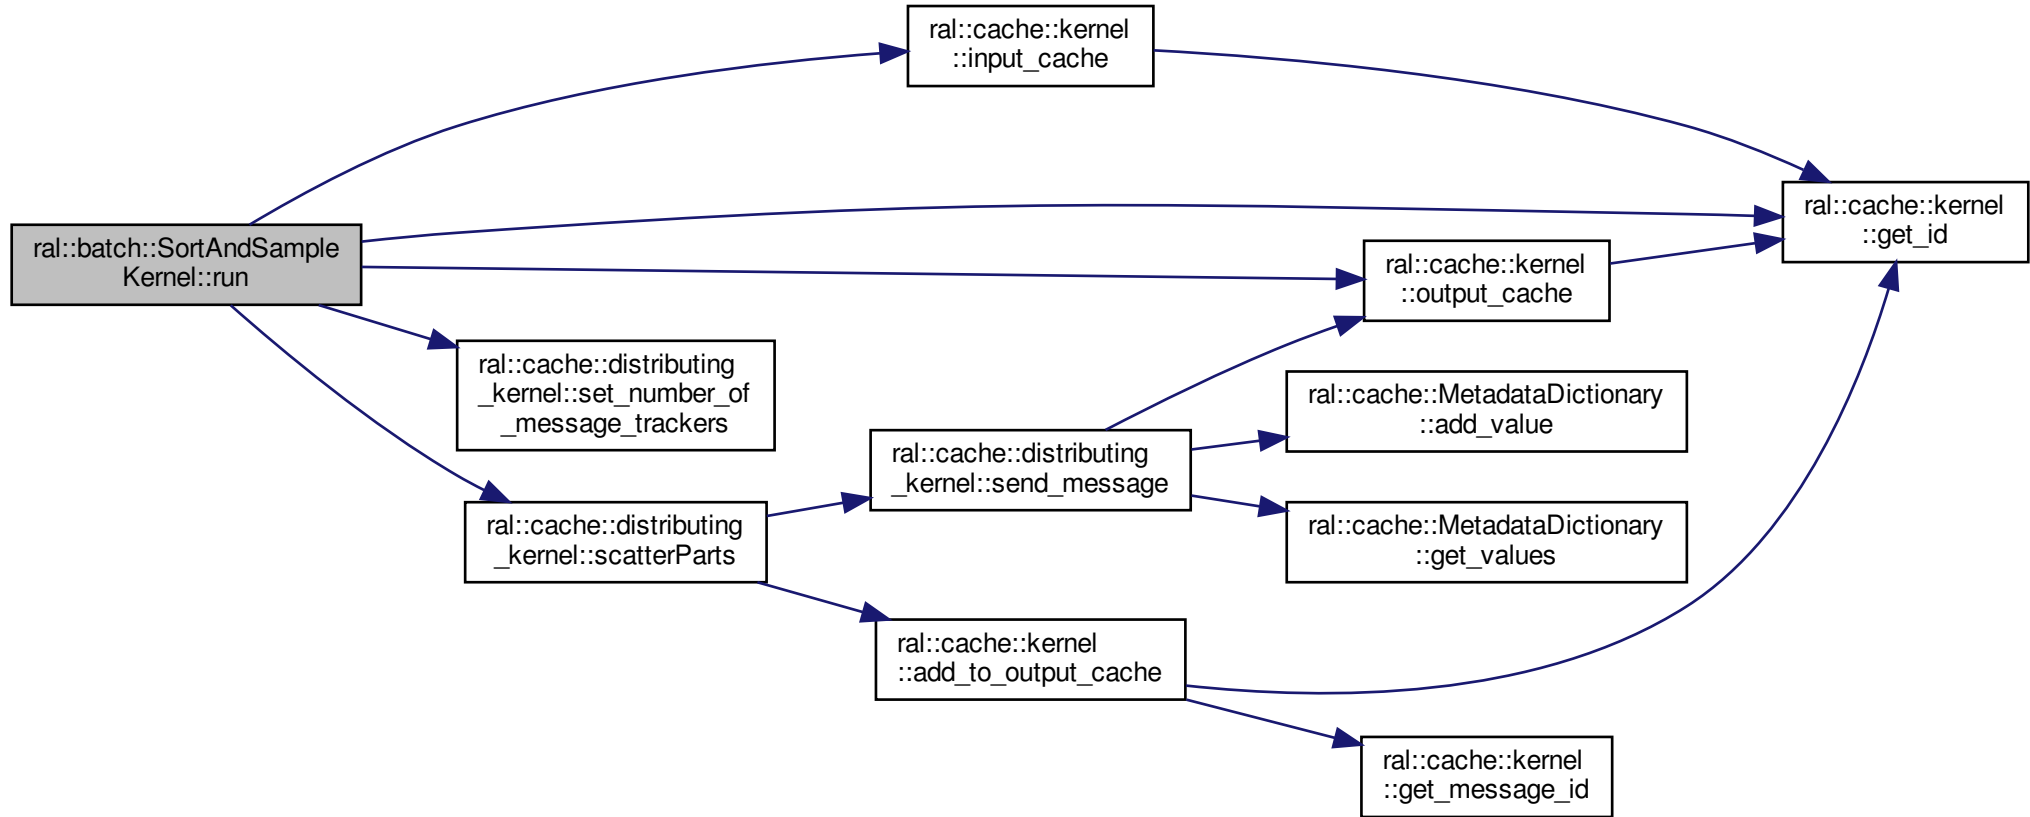 ral::cache::kernel
::input_cache
ral::cache::kernel
::get_id
ral::batch::SortAndSample
Kernel::run
ral::cache::kernel
::output_cache
ral::cache::distributing
_kernel::set_number_of
_message_trackers
ral::cache::MetadataDictionary
::add_value
ral::cache::distributing
_kernel::send_message
ral::cache::distributing
_kernel::scatterParts
ral::cache::MetadataDictionary
::get_values
ral::cache::kernel
::add_to_output_cache
ral::cache::kernel
::get_message_id